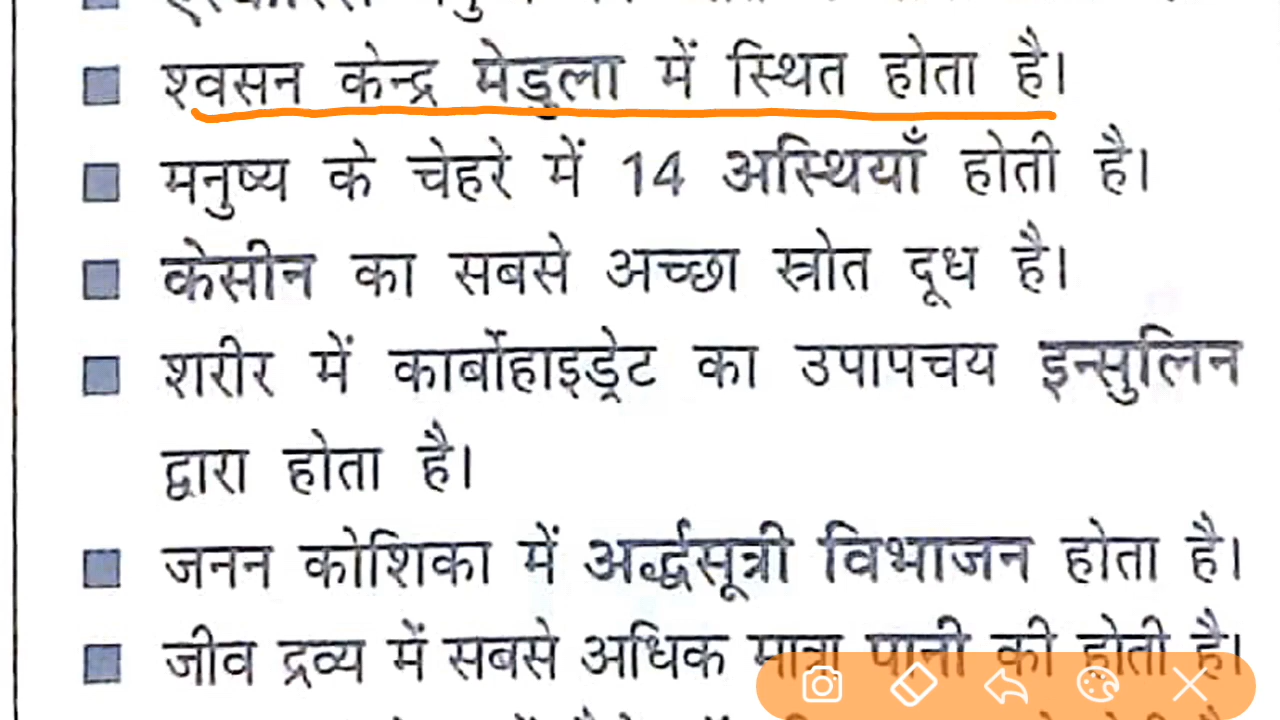 श्वसन केन्द्र मेडुला में स्थित होता है।
मनुष्य के चेहरे में 14 अस्थियाँ होती है।
केसीन का सबसे अच्छा स्त्रोत दूध है।
शरीर में कार्बोहाइड्रेट का उपापचय इन्सुलिन
द्वारा होता है।
जनन कोशिका में अर्द्धसूत्री विभाजन होता है।
जीव द्रव्य में सबसे अधिक मात्रा पानी की होती है।